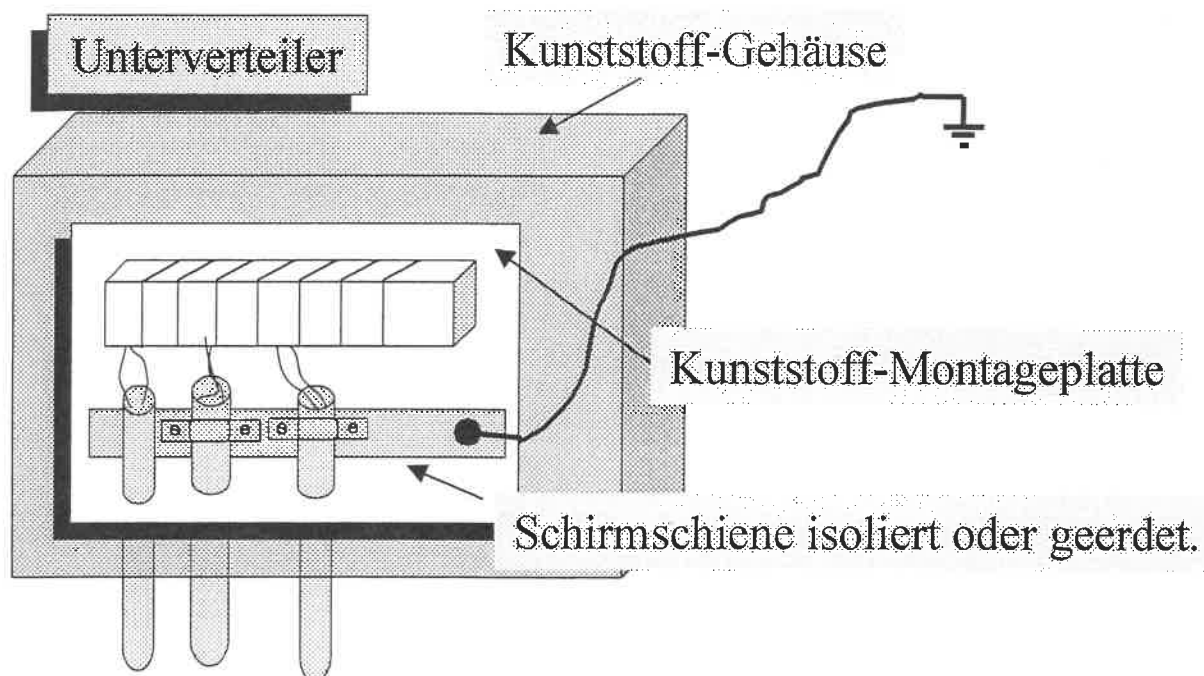 Unterverteiler
Kunststoff-Gehäuse
Kunststoff-Montageplatte
Schirmschiene isoliert oder geerdet.